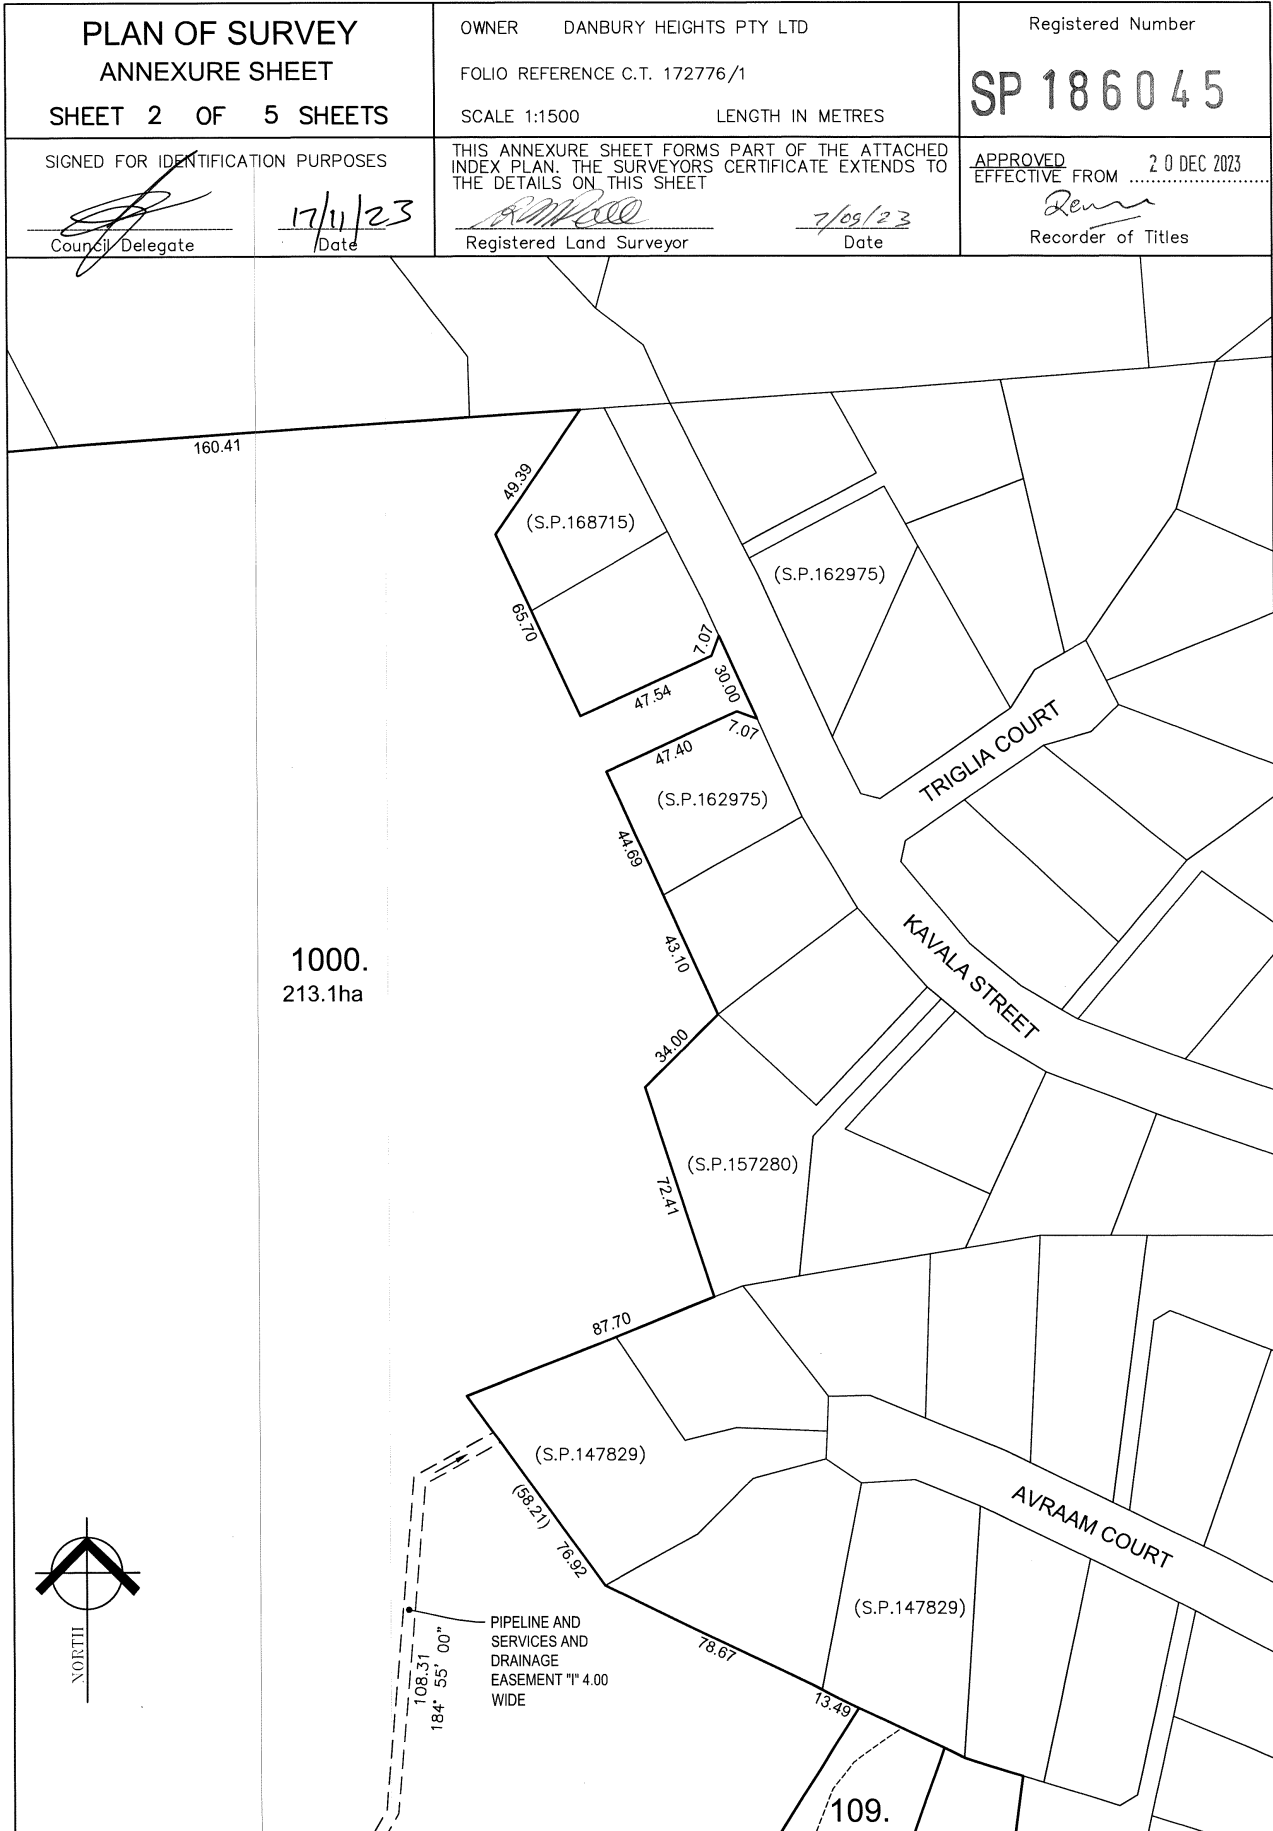 PLAN OF SURVEY
ANNEXURE SHEET
SHEET 2 OF 5 SHEETS
OWNER DANBURY HEIGHTS PTY LTD
FOLIO REFERENCE C.T. 172776/1
SCALE 1:1500 LENGTH IN METRES
Registered Number
SP 186045
SIGNED FOR IDENTIFICATION PURPOSES
17/11/23
Council Delegate Date
THIS ANNEXURE SHEET FORMS PART OF THE ATTACHED
INDEX PLAN. THE SURVEYORS CERTIFICATE EXTENDS TO
THE DETAILS ON THIS SHEET
7/09/23
Registered Land Surveyor Date
APPROVED
EFFECTIVE FROM 20 DEC 2023
Recorder of Titles
160.41
49.39
(S.P.168715)
(S.P.162975)
65.70
7.07
30.00
47.54
7.07
47.40
TRIGLIA COURT
(S.P.162975)
44.69
43.10
KAVALA STREET
1000.
213.1ha
34.00
(S.P.157280)
72.41
87.70
(S.P.147829)
(58.21)
76.92
AVRAAM COURT
(S.P.147829)
NORTH
PIPELINE AND
SERVICES AND
DRAINAGE
EASEMENT "I" 4.00
WIDE
108.31
184° 55' 00"
78.67
13.49
109.